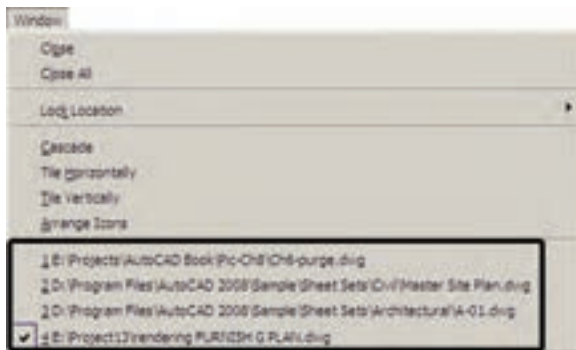 Window
Close
Close All
Lock Location
Cascade
Tile Horizontally
Tile Vertically
Arrange Icons
1 E:\Projects\AutoCAD Book\Pic-Ch6\Ch6-purge.dwg
2 D:\Program Files\AutoCAD 2008\Sample\Sheet Sets\Civil\Master Site Plan.dwg
3 D:\Program Files\AutoCAD 2008\Sample\Sheet Sets\Architectural\A-01.dwg
4 E:\Project13\rendering FURNISH G PLAN.dwg